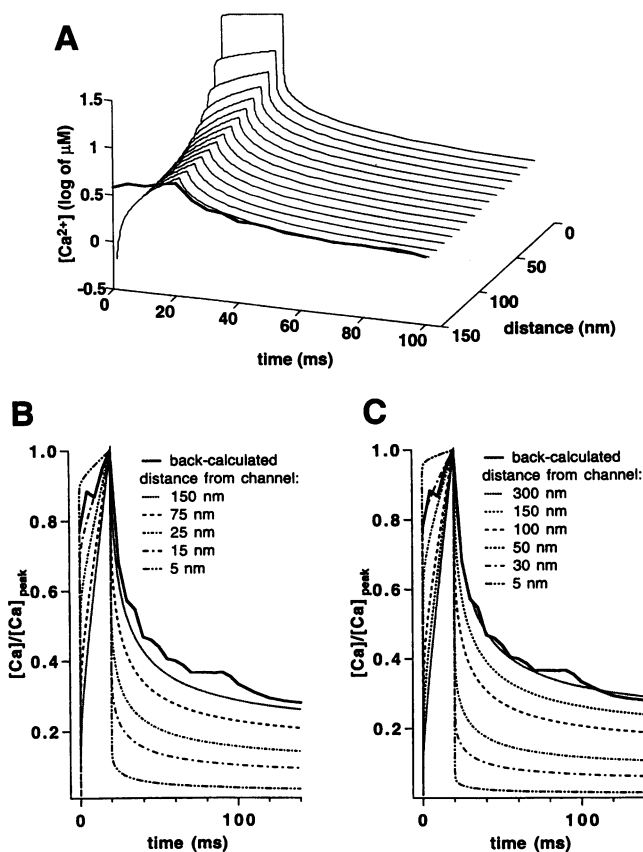 A
1.5
1
0.5
0
-0.5
[Ca2+] (log of µM)
0
20
40
60
80
100
time (ms)
0
50
100
150
distance (nm)
B
1.0
0.8
0.6
0.4
0.2
[Ca]/[Ca]peak
back-calculated
distance from channel:
150 nm
75 nm
25 nm
15 nm
5 nm
0
100
time (ms)
C
1.0
0.8
0.6
0.4
0.2
[Ca]/[Ca]peak
back-calculated
distance from channel:
300 nm
150 nm
100 nm
50 nm
30 nm
5 nm
0
100
time (ms)